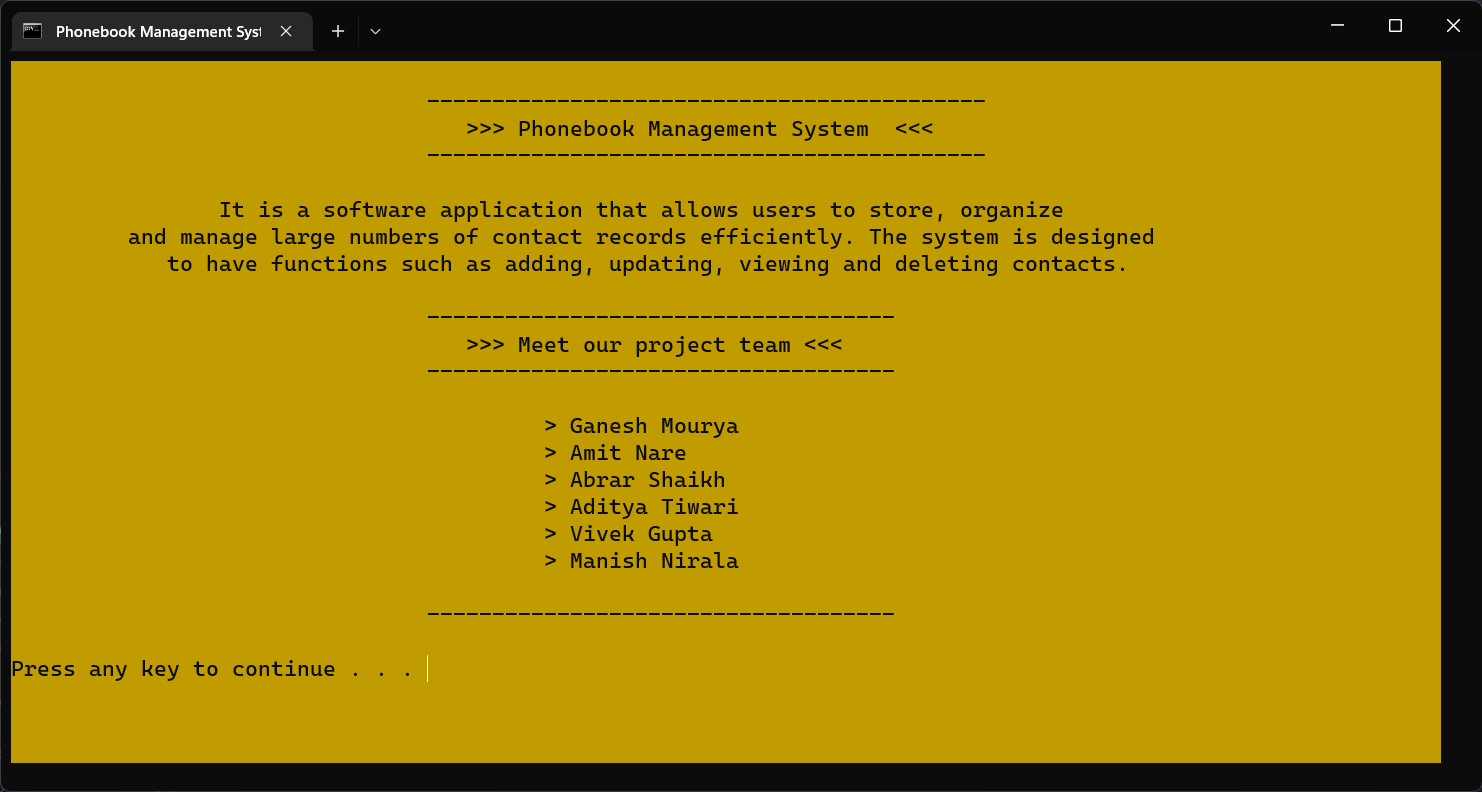 Phonebook Management Syst
-------------------------------------------
>>> Phonebook Management System  <<<
-------------------------------------------
It is a software application that allows users to store, organize
and manage large numbers of contact records efficiently. The system is designed
to have functions such as adding, updating, viewing and deleting contacts.
------------------------------------
>>> Meet our project team <<<
------------------------------------
> Ganesh Mourya
> Amit Nare
> Abrar Shaikh
> Aditya Tiwari
> Vivek Gupta
> Manish Nirala
------------------------------------
Press any key to continue . . .